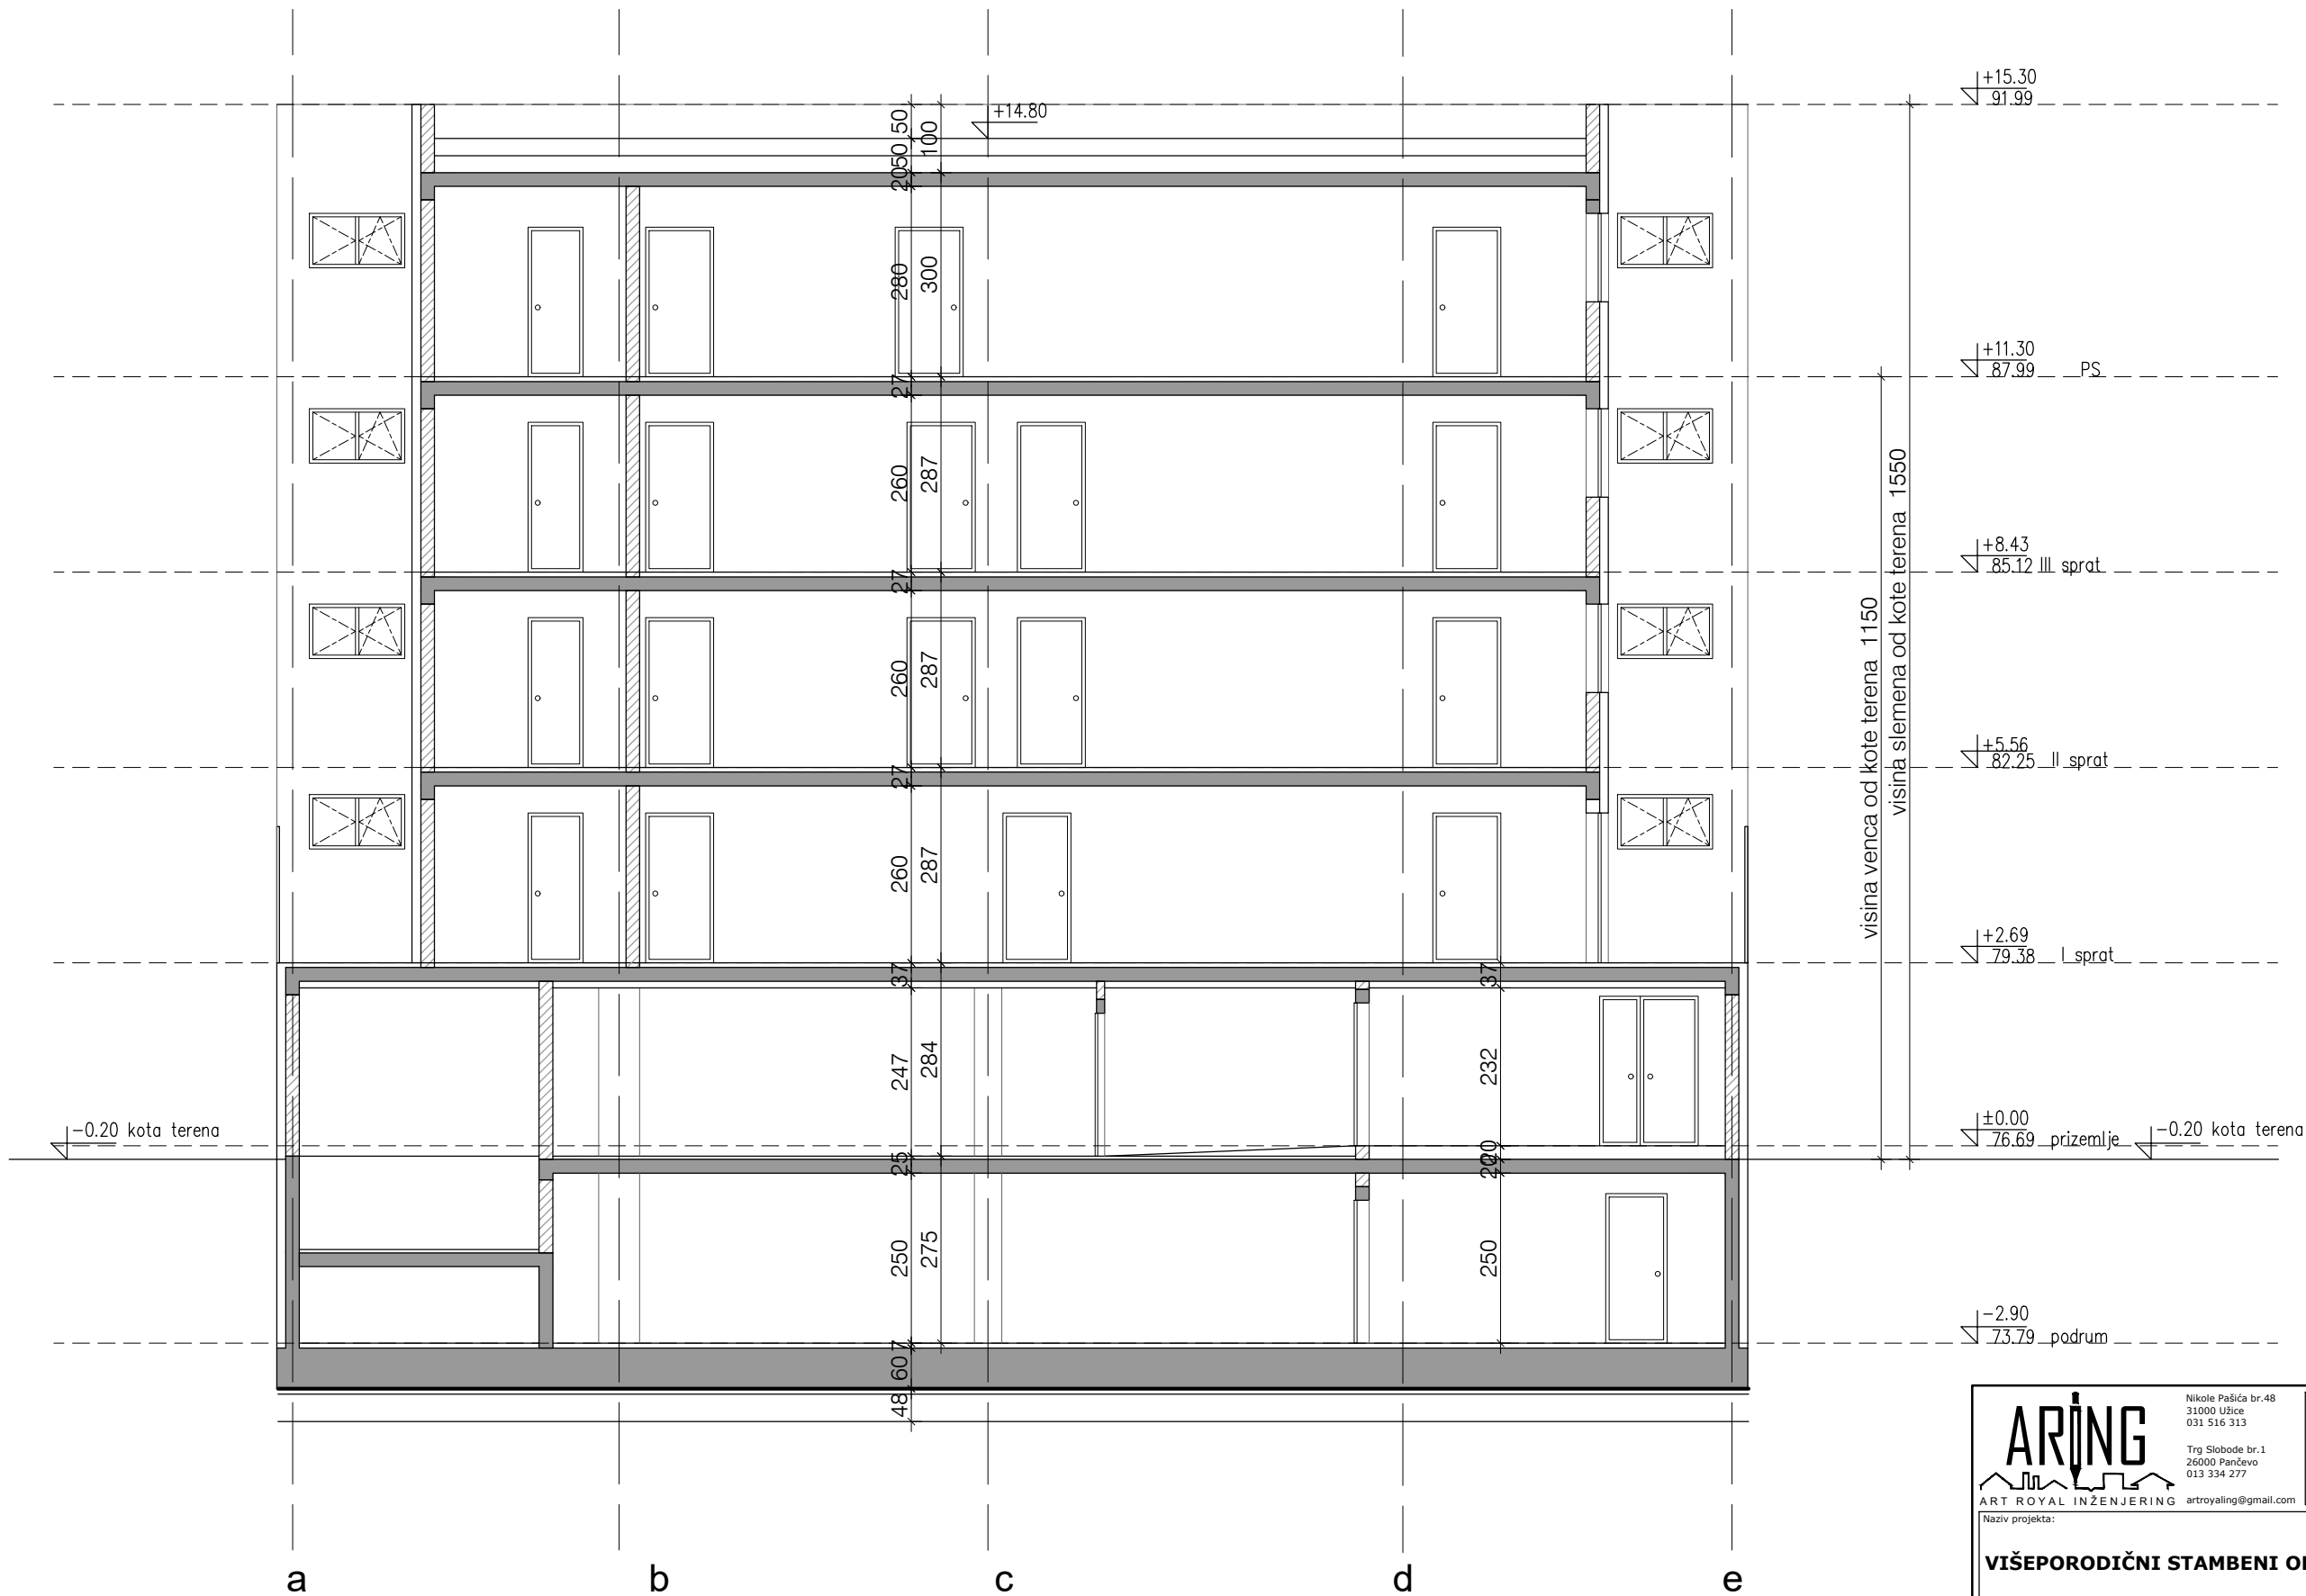 +15.30
91.99
+14.80
50
100
50
20
280
300
+11.30
87.99 PS
27
260
287
visina venca od kote terena 1150
visina slemena od kote terena 1550
+8.43
85.12 III sprat
27
260
287
+5.56
82.25 II sprat
27
260
287
+2.69
79.38 I sprat
37
37
247
284
232
-0.20 kota terena
±0.00
76.69 prizemlje
-0.20 kota terena
25
20
20
250
275
250
-2.90
73.79 podrum
7
60
48
ARING
ART ROYAL INŽENJERING
Nikole Pašića br.48
31000 Užice
031 516 313
Trg Slobode br.1
26000 Pančevo
013 334 277
artroyaling@gmail.com
Naziv projekta:
VIŠEPORODIČNI STAMBENI
a b c d e